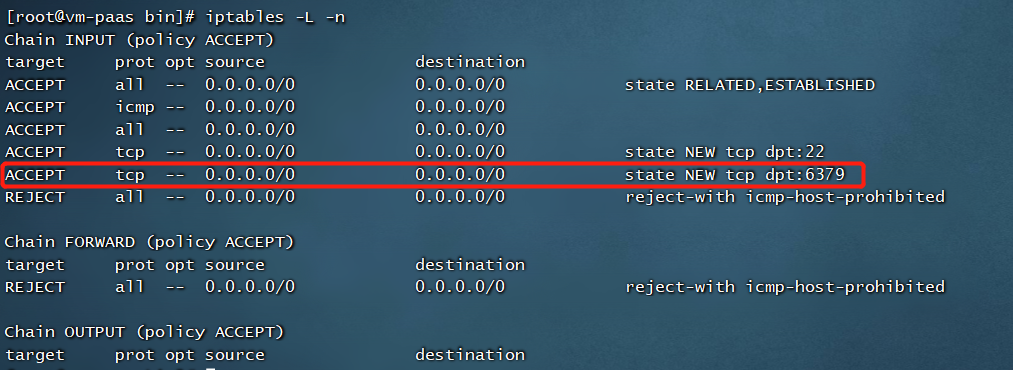 [root@vm-paas bin]# iptables -L -n
Chain INPUT (policy ACCEPT)
target     prot opt source               destination
ACCEPT     all  --  0.0.0.0/0            0.0.0.0/0            state RELATED,ESTABLISHED
ACCEPT     icmp --  0.0.0.0/0            0.0.0.0/0
ACCEPT     all  --  0.0.0.0/0            0.0.0.0/0
ACCEPT     tcp  --  0.0.0.0/0            0.0.0.0/0            state NEW tcp dpt:22
ACCEPT     tcp  --  0.0.0.0/0            0.0.0.0/0            state NEW tcp dpt:6379
REJECT     all  --  0.0.0.0/0            0.0.0.0/0            reject-with icmp-host-prohibited
Chain FORWARD (policy ACCEPT)
target     prot opt source               destination
REJECT     all  --  0.0.0.0/0            0.0.0.0/0            reject-with icmp-host-prohibited
Chain OUTPUT (policy ACCEPT)
target     prot opt source               destination